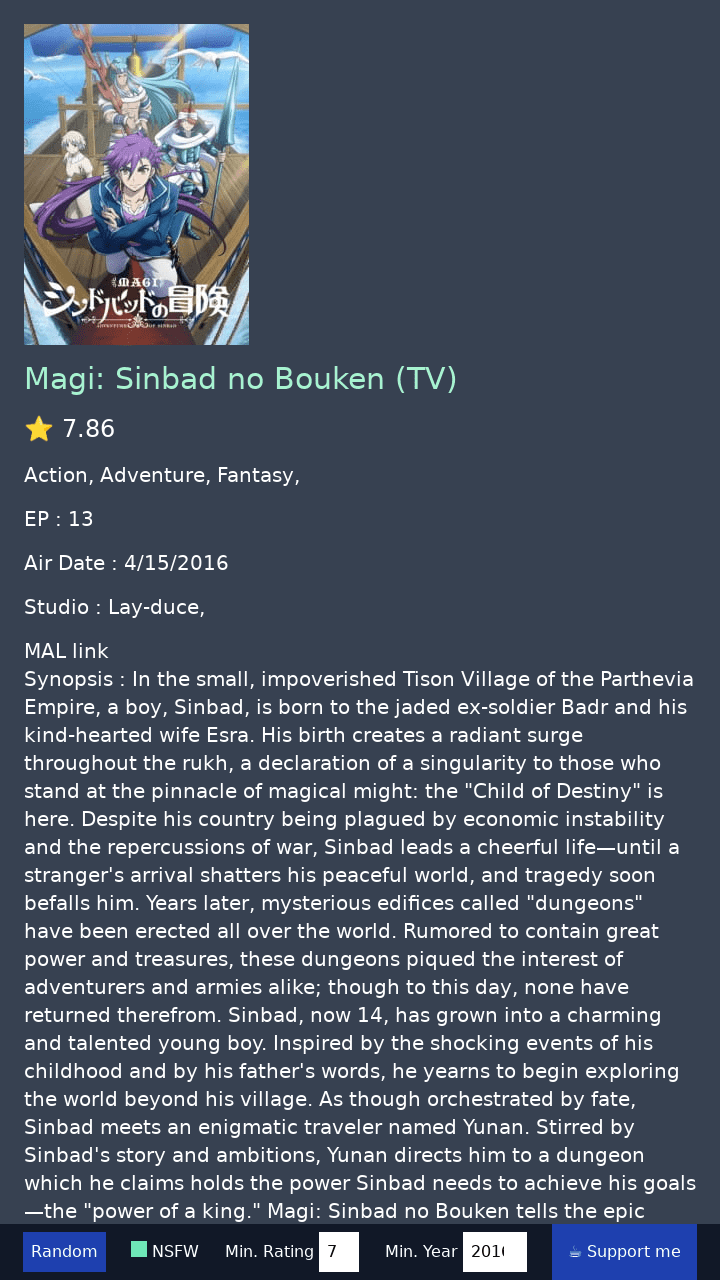 MAGI
シンドバッドの冒険
ADVENTURE OF SINBAD
Magi: Sinbad no Bouken (TV)
⭐ 7.86
Action, Adventure, Fantasy,
EP : 13
Air Date : 4/15/2016
Studio : Lay-duce,
MAL link
Synopsis : In the small, impoverished Tison Village of the Parthevia
Empire, a boy, Sinbad, is born to the jaded ex-soldier Badr and his
kind-hearted wife Esra. His birth creates a radiant surge
throughout the rukh, a declaration of a singularity to those who
stand at the pinnacle of magical might: the "Child of Destiny" is
here. Despite his country being plagued by economic instability
and the repercussions of war, Sinbad leads a cheerful life—until a
stranger's arrival shatters his peaceful world, and tragedy soon
befalls him. Years later, mysterious edifices called "dungeons"
have been erected all over the world. Rumored to contain great
power and treasures, these dungeons piqued the interest of
adventurers and armies alike; though to this day, none have
returned therefrom. Sinbad, now 14, has grown into a charming
and talented young boy. Inspired by the shocking events of his
childhood and by his father's words, he yearns to begin exploring
the world beyond his village. As though orchestrated by fate,
Sinbad meets an enigmatic traveler named Yunan. Stirred by
Sinbad's story and ambitions, Yunan directs him to a dungeon
which he claims holds the power Sinbad needs to achieve his goals
—the "power of a king." Magi: Sinbad no Bouken tells the epic
Random NSFW Min. Rating 7 Min. Year 2016 ☕ Support me